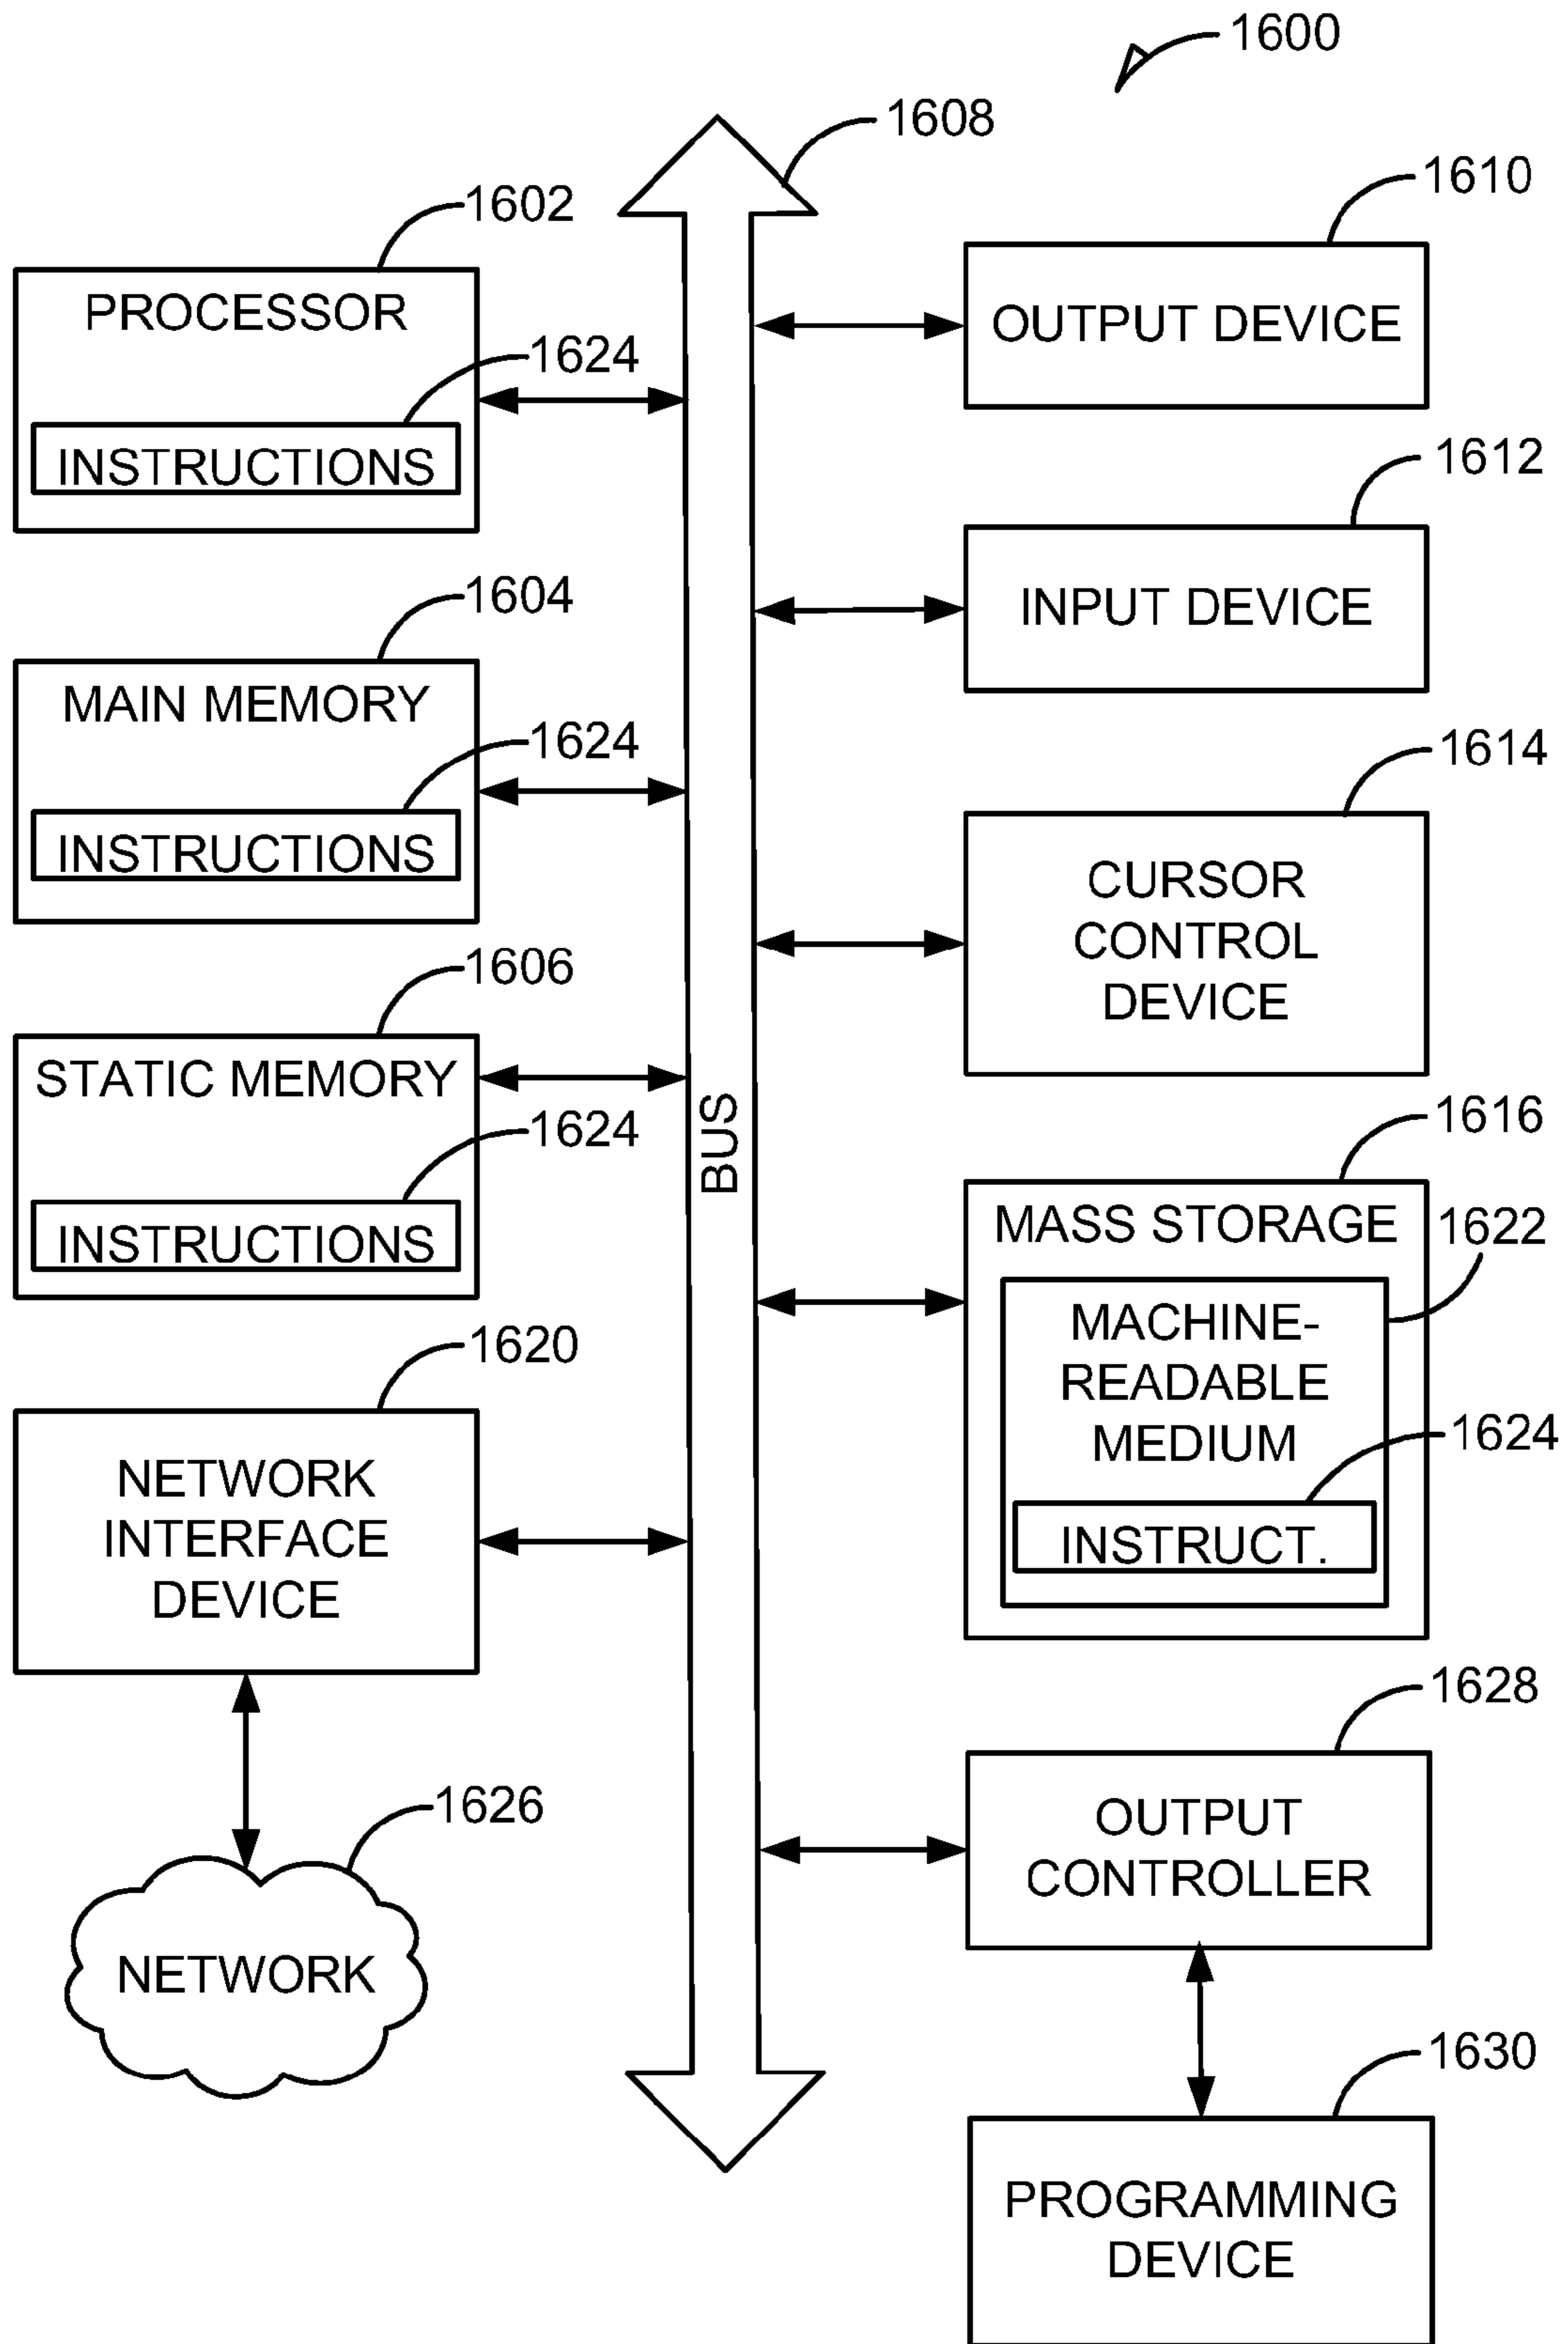 1600
1608
1602
PROCESSOR
1624
INSTRUCTIONS
1604
MAIN MEMORY
1624
INSTRUCTIONS
1606
STATIC MEMORY
1624
INSTRUCTIONS
1620
NETWORK
INTERFACE
DEVICE
1626
NETWORK
BUS
1610
OUTPUT DEVICE
1612
INPUT DEVICE
1614
CURSOR
CONTROL
DEVICE
1616
MASS STORAGE
1622
MACHINE-
READABLE
MEDIUM
1624
INSTRUCT.
1628
OUTPUT
CONTROLLER
1630
PROGRAMMING
DEVICE